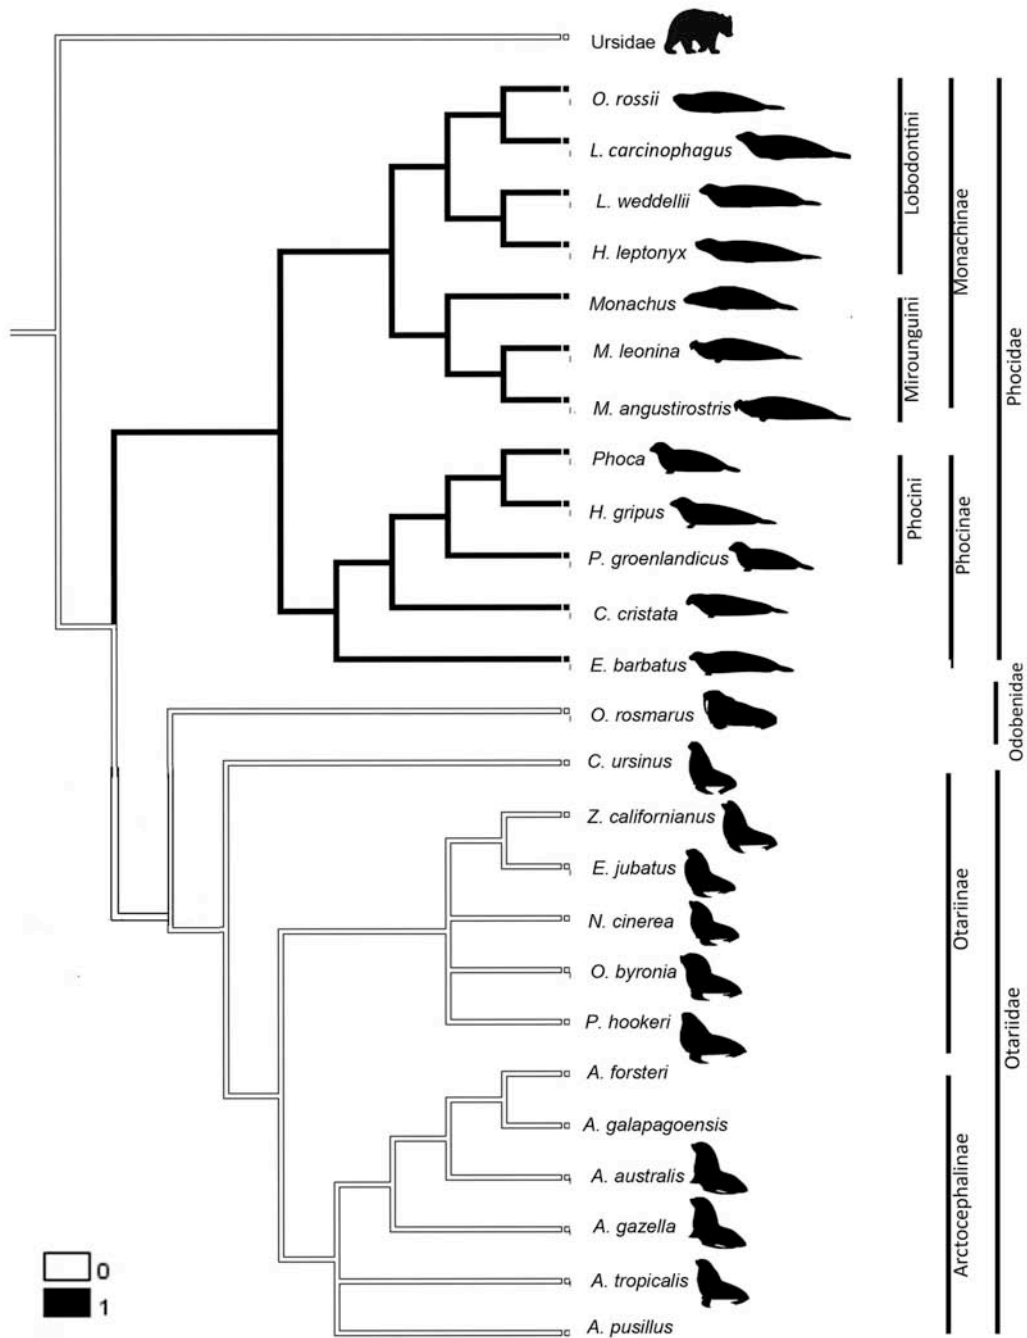 Ursidae
O. rossii
L. carcinophagus
L. weddellii
H. leptonyx
Monachus
M. leonina
M. angustirostris
Phoca
H. gripus
P. groenlandicus
C. cristata
E. barbatus
O. rosmarus
C. ursinus
Z. californianus
E. jubatus
N. cinerea
O. byronia
P. hookeri
A. forsteri
A. galapagoensis
A. australis
A. gazella
A. tropicalis
A. pusillus
Lobodontini
Mirounguini
Phocini
Monachinae
Phocinae
Otariinae
Arctocephalinae
Phocidae
Odobenidae
Otariidae
0
1